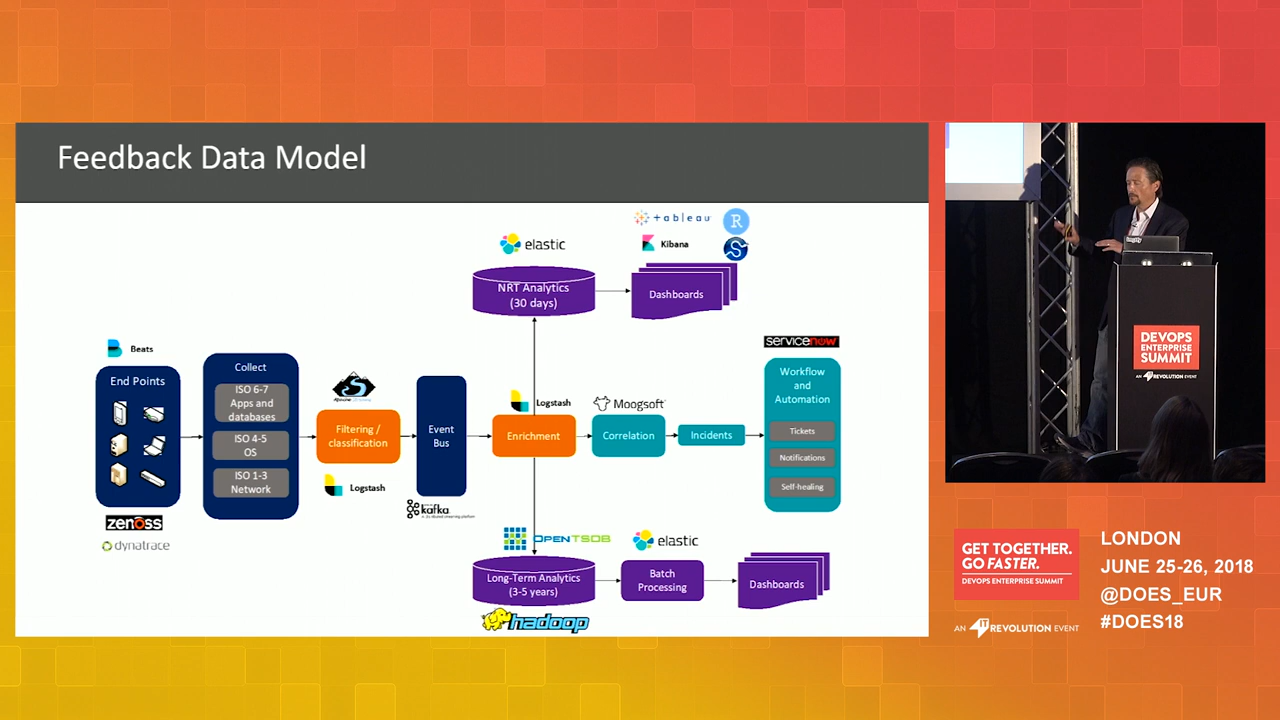 Feedback Data Model
tableau
R
elastic
Kibana
S
NRT Analytics
(30 days)
Dashboards
Beats
End Points
zenoss
dynatrace
Collect
ISO 6-7
Apps and
databases
ISO 4-5
OS
ISO 1-3
Network
Filtering /
classification
Logstash
Event
Bus
kafka
Logstash
Enrichment
Moogsoft
Correlation
Incidents
servicenow
Workflow
and
Automation
Tickets
Notifications
Self-healing
OPENTSDB
elastic
Long-Term Analytics
(3-5 years)
hadoop
Batch
Processing
Dashboards
DEVOPS
ENTERPRISE
SUMMIT
AN IT REVOLUTION EVENT
GET TOGETHER.
GO FASTER.
DEVOPS ENTERPRISE SUMMIT
AN IT REVOLUTION EVENT
LONDON
JUNE 25-26, 2018
@DOES_EUR
#DOES18